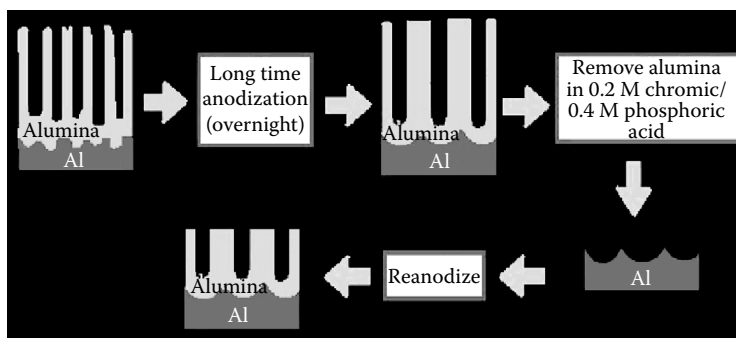 Alumina
Al
Long time
anodization
(overnight)
Alumina
Al
Remove alumina
in 0.2 M chromic/
0.4 M phosphoric
acid
Al
Reanodize
Alumina
Al